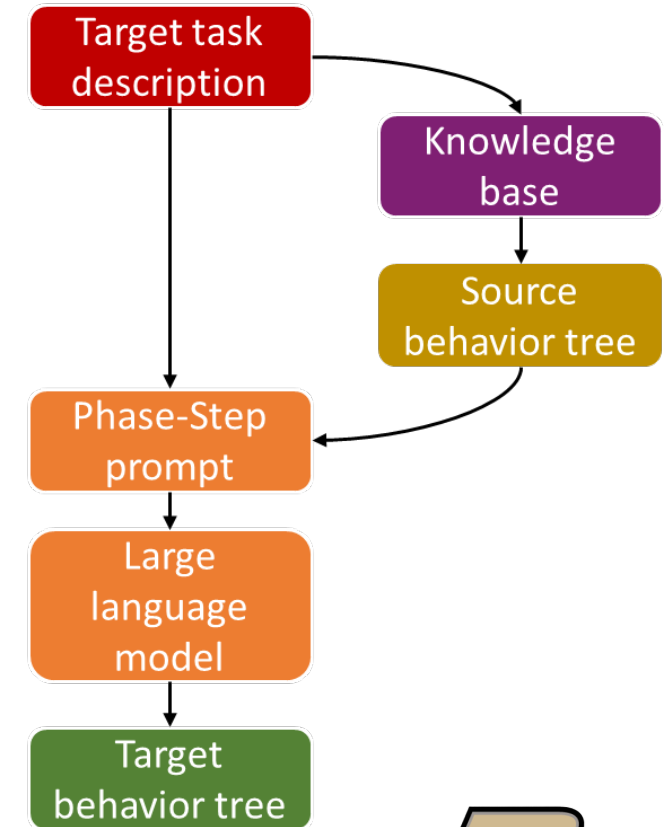 Target task
description
Knowledge
base
Source
behavior tree
Phase-Step
prompt
Large
language
model
Target
behavior tree